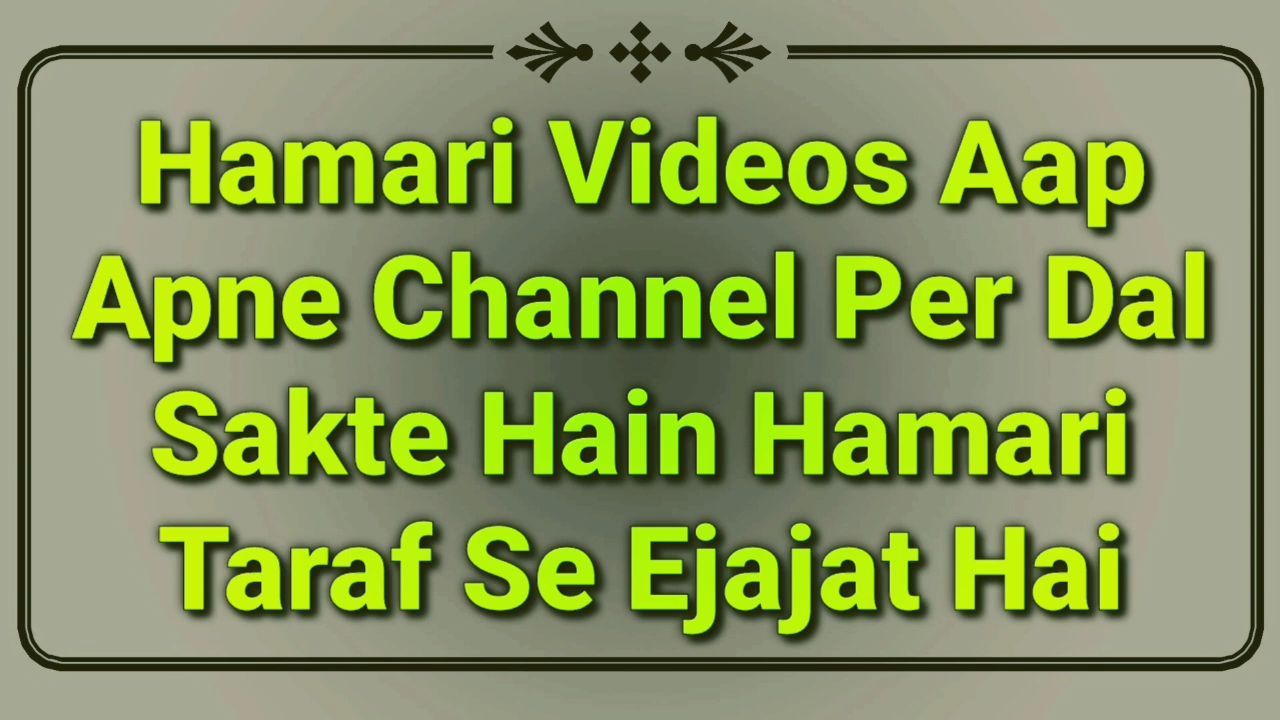 Hamari Videos Aap
Apne Channel Per Dal
Sakte Hain Hamari
Taraf Se Ejajat Hai